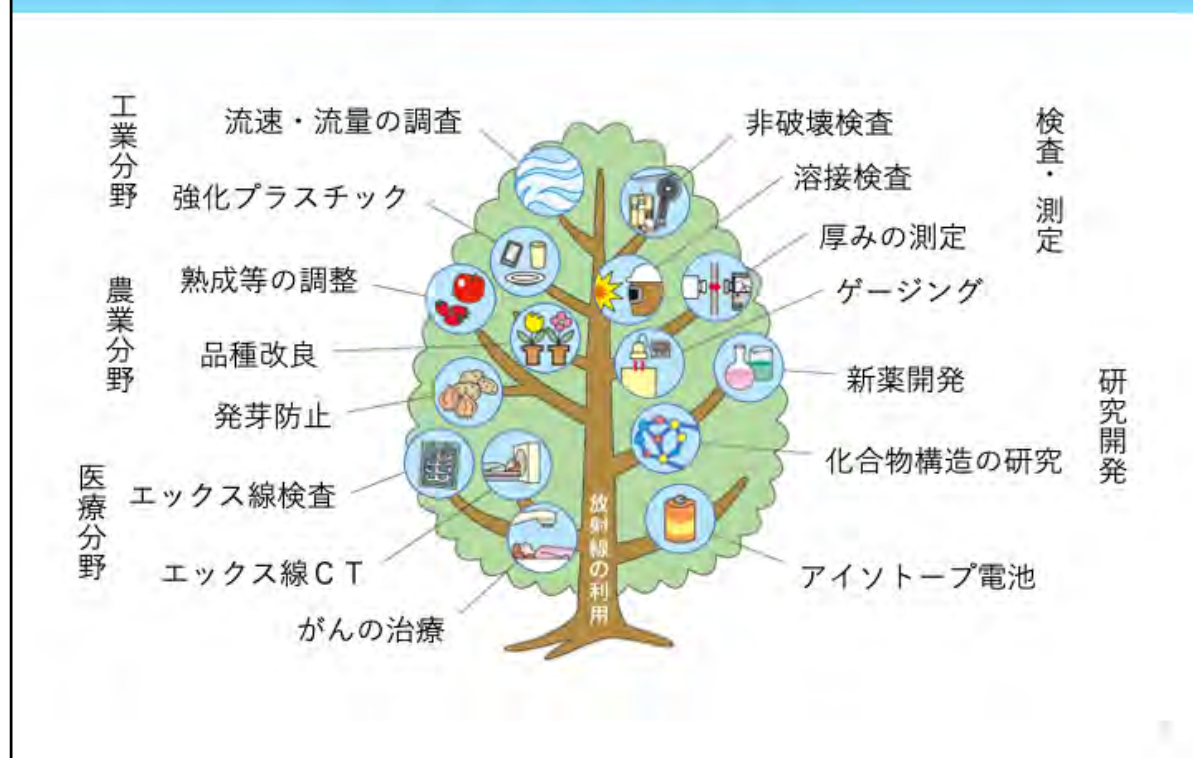 工業分野
流速・流量の調査
強化プラスチック
農業分野
熟成等の調整
品種改良
発芽防止
医療分野
エックス線検査
エックス線CT
がんの治療
放射線の利用
検査・測定
非破壊検査
溶接検査
厚みの測定
ゲージング
研究開発
新薬開発
化合物構造の研究
アイソトープ電池